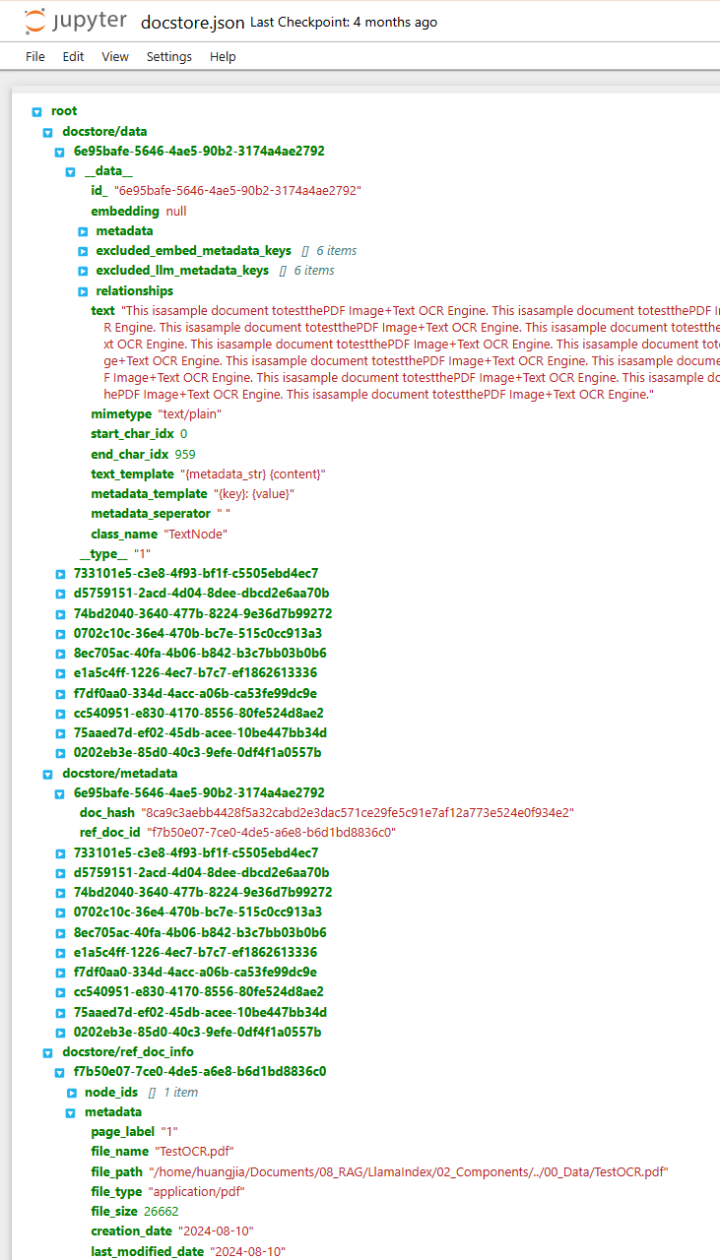 jupyter docstore.json Last Checkpoint: 4 months ago
File Edit View Settings Help
root
docstore/data
6e95bafe-5646-4ae5-90b2-3174a4ae2792
__data__
id_ "6e95bafe-5646-4ae5-90b2-3174a4ae2792"
embedding null
metadata
excluded_embed_metadata_keys [] 6 items
excluded_llm_metadata_keys [] 6 items
relationships
text "This isasample document totestthePDF Image+Text OCR Engine. This isasample document totestthePDF I
R Engine. This isasample document totestthePDF Image+Text OCR Engine. This isasample document totestthe
xt OCR Engine. This isasample document totestthePDF Image+Text OCR Engine. This isasample document tot
ge+Text OCR Engine. This isasample document totestthePDF Image+Text OCR Engine. This isasample docume
F Image+Text OCR Engine. This isasample document totestthePDF Image+Text OCR Engine. This isasample do
hePDF Image+Text OCR Engine. This isasample document totestthePDF Image+Text OCR Engine."
mimetype "text/plain"
start_char_idx 0
end_char_idx 959
text_template "{metadata_str} {content}"
metadata_template "{key}: {value}"
metadata_seperator " "
class_name "TextNode"
__type__ "1"
733101e5-c3e8-4f93-bf1f-c5505ebd4ec7
d5759151-2acd-4d04-8dee-dbcd2e6aa70b
74bd2040-3640-477b-8224-9e36d7b99272
0702c10c-36e4-470b-bc7e-515c0cc913a3
8ec705ac-40fa-4b06-b842-b3c7bb03b0b6
e1a5c4ff-1226-4ec7-b7c7-ef1862613336
f7df0aa0-334d-4acc-a06b-ca53fe99dc9e
cc540951-e830-4170-8556-80fe524d8ae2
75aaed7d-ef02-45db-acee-10be447bb34d
0202eb3e-85d0-40c3-9efe-0df4f1a0557b
docstore/metadata
6e95bafe-5646-4ae5-90b2-3174a4ae2792
doc_hash "8ca9c3aebb4428f5a32cabd2e3dac571ce29fe5c91e7af12a773e524e0f934e2"
ref_doc_id "f7b50e07-7ce0-4de5-a6e8-b6d1bd8836c0"
733101e5-c3e8-4f93-bf1f-c5505ebd4ec7
d5759151-2acd-4d04-8dee-dbcd2e6aa70b
74bd2040-3640-477b-8224-9e36d7b99272
0702c10c-36e4-470b-bc7e-515c0cc913a3
8ec705ac-40fa-4b06-b842-b3c7bb03b0b6
e1a5c4ff-1226-4ec7-b7c7-ef1862613336
f7df0aa0-334d-4acc-a06b-ca53fe99dc9e
cc540951-e830-4170-8556-80fe524d8ae2
75aaed7d-ef02-45db-acee-10be447bb34d
0202eb3e-85d0-40c3-9efe-0df4f1a0557b
docstore/ref_doc_info
f7b50e07-7ce0-4de5-a6e8-b6d1bd8836c0
node_ids [] 1 item
metadata
page_label "1"
file_name "TestOCR.pdf"
file_path "/home/huangjia/Documents/08_RAG/LlamaIndex/02_Components/../00_Data/TestOCR.pdf"
file_type "application/pdf"
file_size 26662
creation_date "2024-08-10"
last_modified_date "2024-08-10"